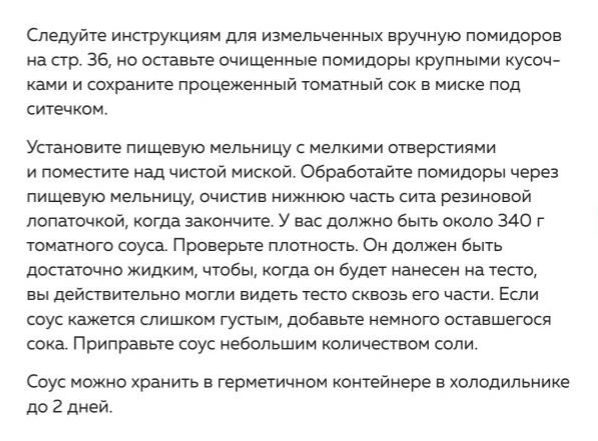 Следуйте инструкциям для измельченных вручную помидоров
на стр. 36, но оставьте очищенные помидоры крупными кусоч-
ками и сохраните процеженный томатный сок в миске под
ситечком.
Установите пищевую мельницу с мелкими отверстиями
и поместите над чистой миской. Обработайте помидоры через
пищевую мельницу, очистив нижнюю часть сита резиновой
лопаточкой, когда закончите. У вас должно быть около 340 г
томатного соуса. Проверьте плотность. Он должен быть
достаточно жидким, чтобы, когда он будет нанесен на тесто,
вы действительно могли видеть тесто сквозь его части. Если
соус кажется слишком густым, добавьте немного оставшегося
сока. Приправьте соус небольшим количеством соли.
Соус можно хранить в герметичном контейнере в холодильнике
до 2 дней.